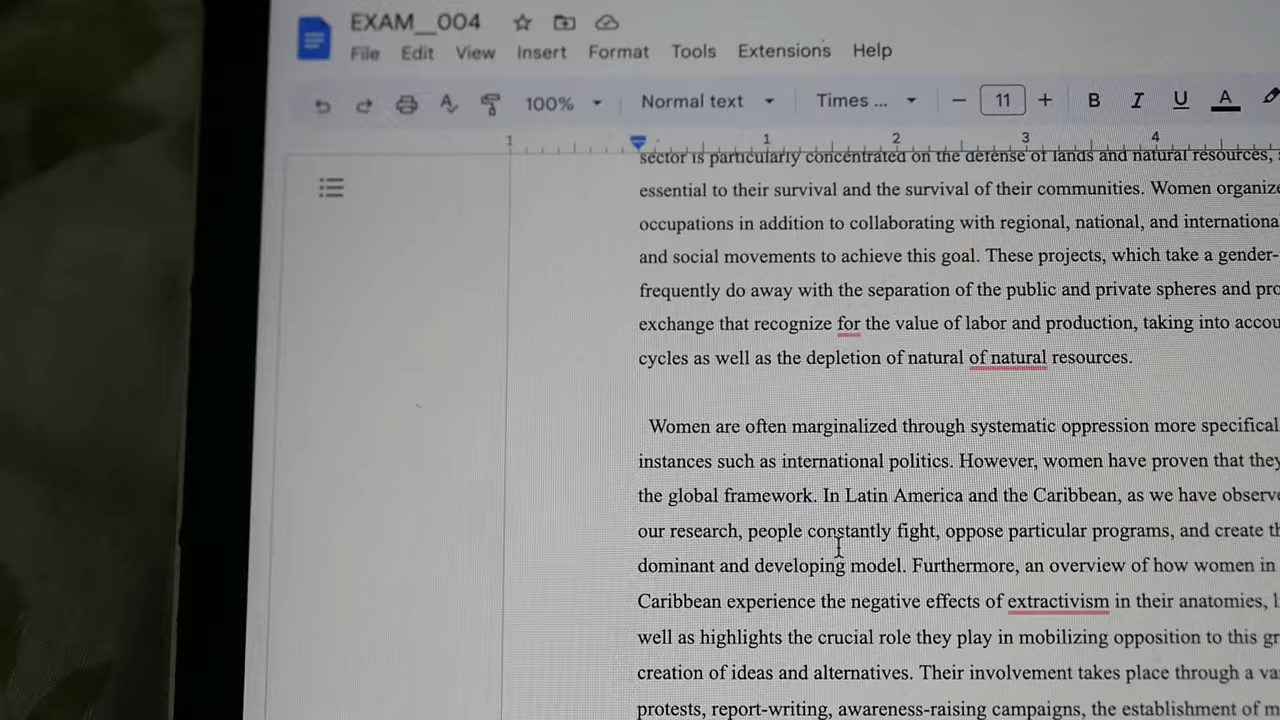 EXAM__004
File Edit View Insert Format Tools Extensions Help
100% Normal text Times ... 11 B I U A
1 1 2 3 4
sector is particularly concentrated on the defense of lands and natural resources,
essential to their survival and the survival of their communities. Women organize
occupations in addition to collaborating with regional, national, and internationa
and social movements to achieve this goal. These projects, which take a gender-
frequently do away with the separation of the public and private spheres and pro
exchange that recognize for the value of labor and production, taking into accou
cycles as well as the depletion of natural of natural resources.
Women are often marginalized through systematic oppression more specifical
instances such as international politics. However, women have proven that they
the global framework. In Latin America and the Caribbean, as we have observe
our research, people constantly fight, oppose particular programs, and create th
dominant and developing model. Furthermore, an overview of how women in
Caribbean experience the negative effects of extractivism in their anatomies, l
well as highlights the crucial role they play in mobilizing opposition to this gr
creation of ideas and alternatives. Their involvement takes place through a va
protests, report-writing, awareness-raising campaigns, the establishment of m